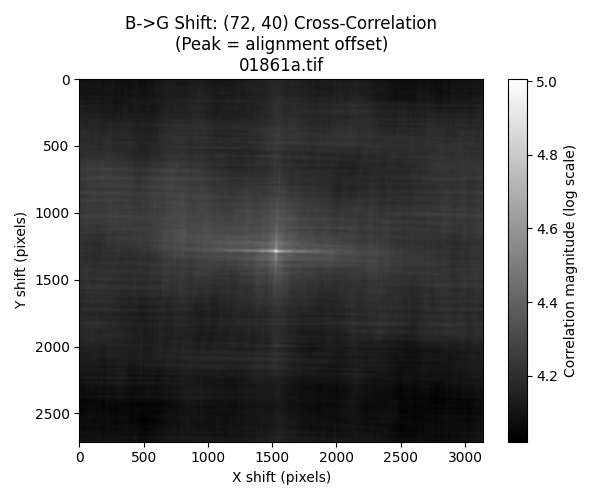 B->G Shift: (72, 40) Cross-Correlation
(Peak = alignment offset)
01861a.tif
0
500
1000
1500
2000
2500
Y shift (pixels)
0 500 1000 1500 2000 2500 3000
X shift (pixels)
5.0
4.8
4.6
4.4
4.2
Correlation magnitude (log scale)